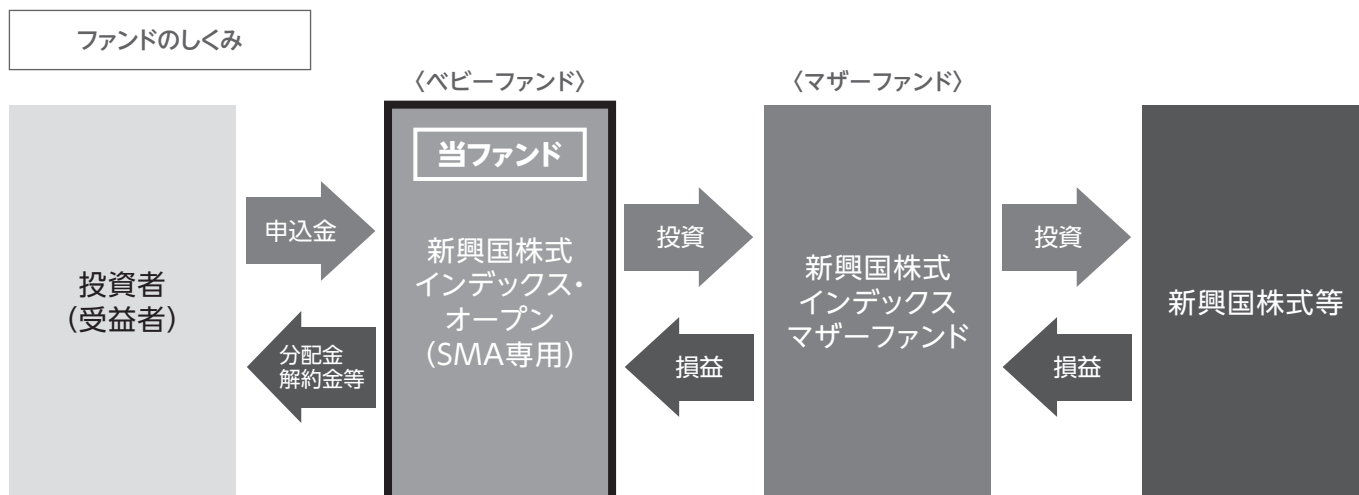 ファンドのしくみ
〈ベビーファンド〉
〈マザーファンド〉
投資者
（受益者）
申込金
分配金
解約金等
当ファンド
新興国株式
インデックス・
オープン
（SMA専用）
投資
損益
新興国株式
インデックス
マザーファンド
投資
損益
新興国株式等